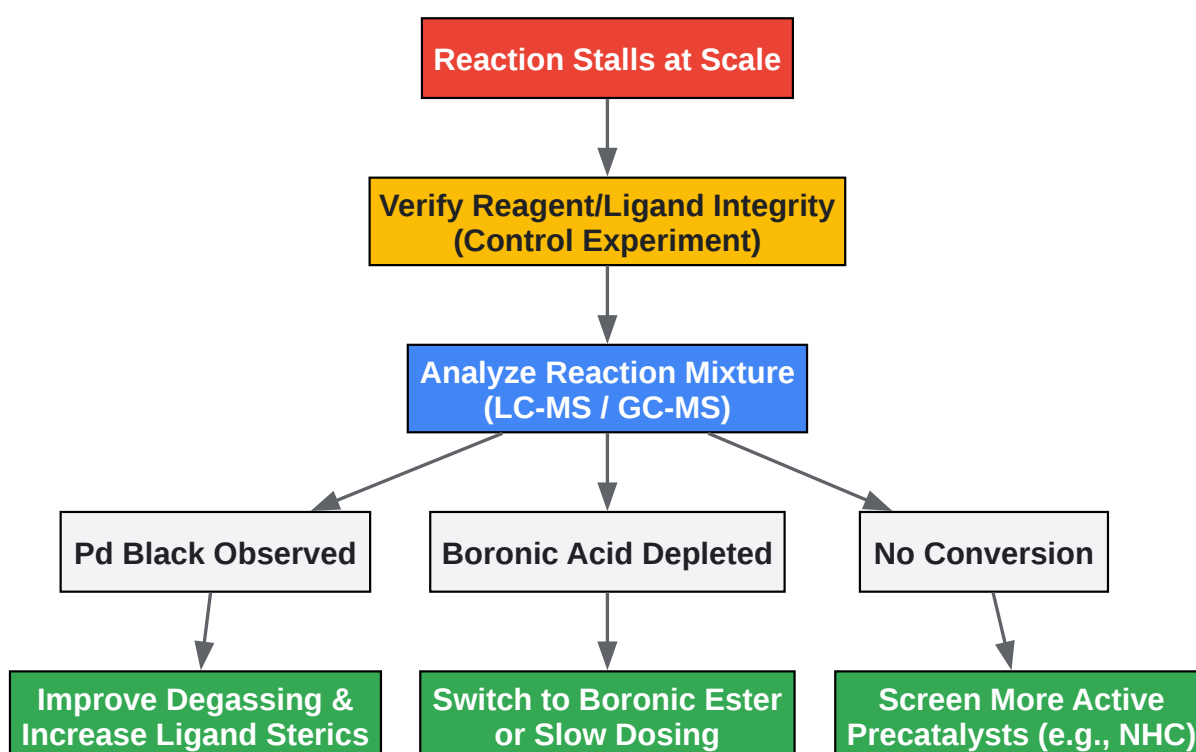 Reaction Stalls at Scale
Verify Reagent/Ligand Integrity
(Control Experiment)
Analyze Reaction Mixture
(LC-MS / GC-MS)
Pd Black Observed
Boronic Acid Depleted
No Conversion
Improve Degassing &
Increase Ligand Sterics
Switch to Boronic Ester
or Slow Dosing
Screen More Active
Precatalysts (e.g., NHC)